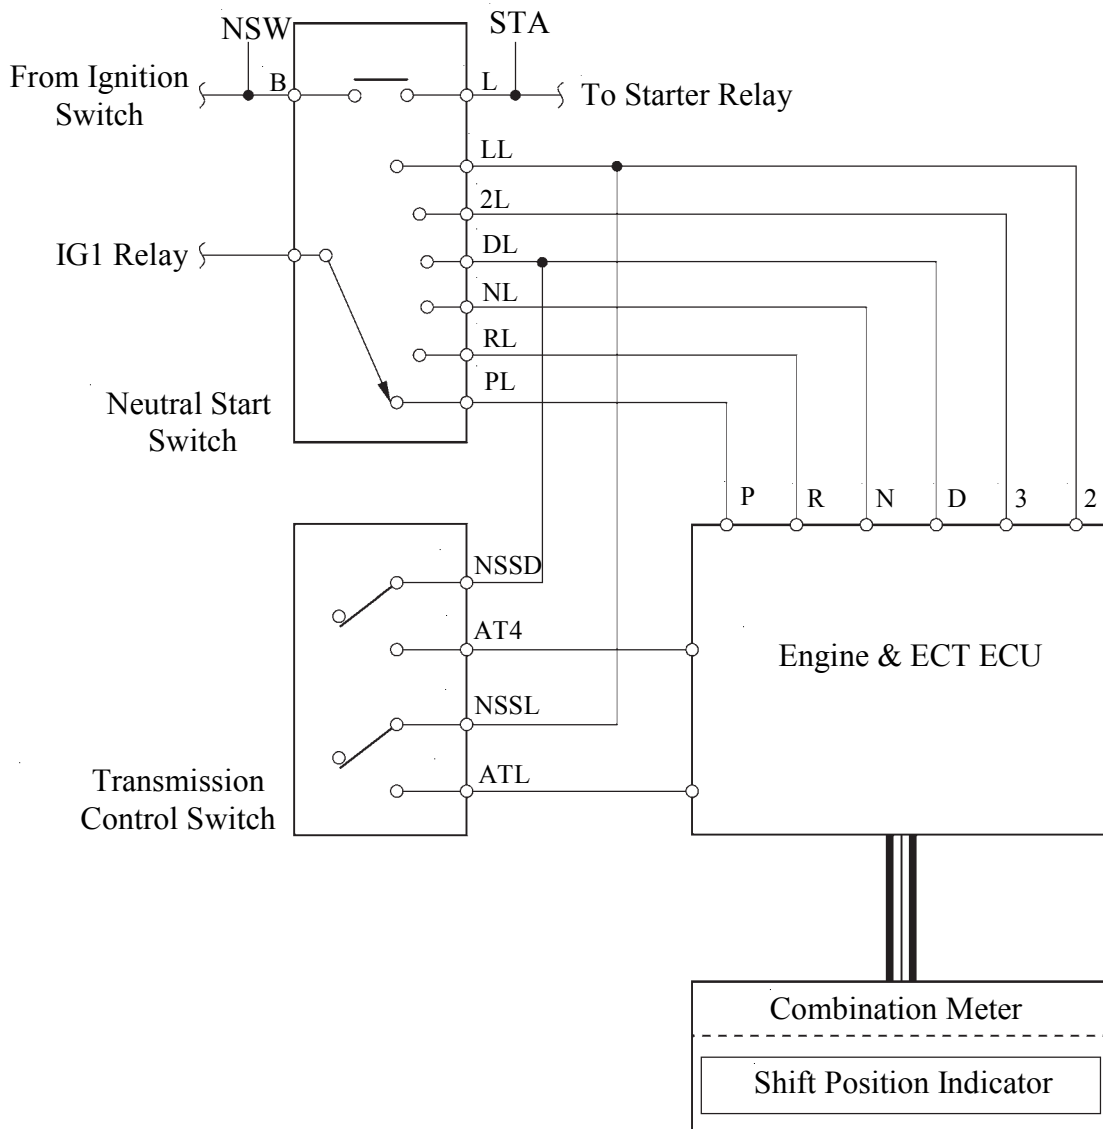 NSW
STA
From Ignition
Switch
B
L
To Starter Relay
LL
2L
DL
IG1 Relay
NL
RL
PL
Neutral Start
Switch
P
R
N
D
3
2
NSSD
AT4
Engine & ECT ECU
NSSL
Transmission
Control Switch
ATL
Combination Meter
Shift Position Indicator